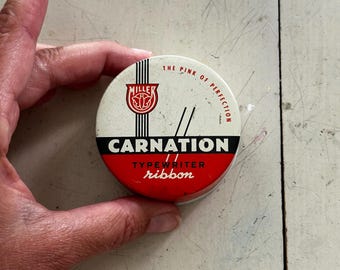 MILLER
THE PINK OF PERFECTION
CARNATION
TYPEWRITER
ribbon